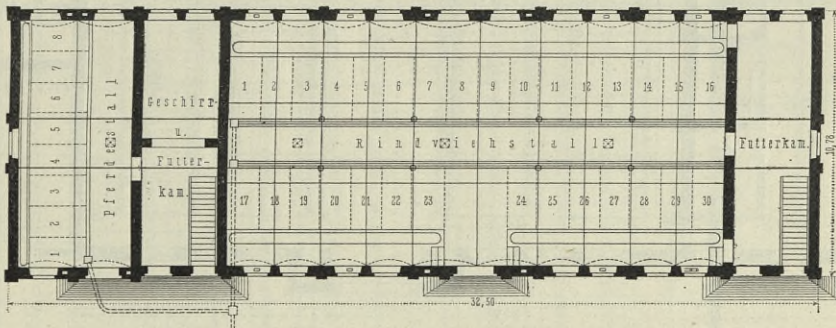 8
7
6
5
4
3
2
1
Pferdestall
Geschirr-
u.
Futter-
kam.
1 2 3 4 5 6 7 8 9 10 11 12 13 14 15 16
Rindviehstall
17 18 19 20 21 22 23 24 25 26 27 28 29 30
Futterkam.
10,78
32,50